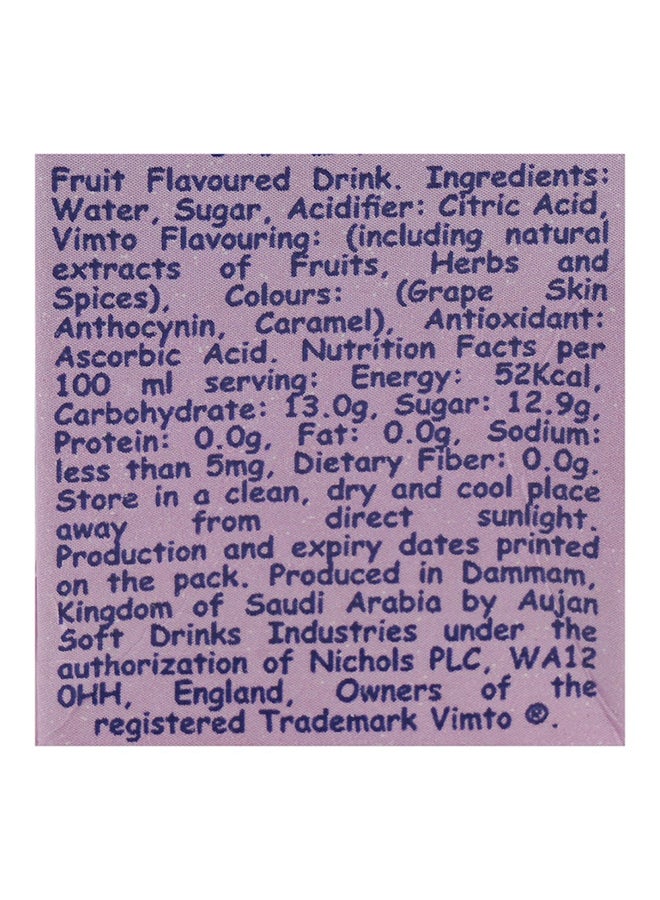 Fruit Flavoured Drink. Ingredients:
Water, Sugar, Acidifier: Citric Acid,
Vimto Flavouring: (including natural
extracts of Fruits, Herbs and
Spices), Colours: (Grape Skin
Anthocynin, Caramel), Antioxidant:
Ascorbic Acid. Nutrition Facts per
100 ml serving: Energy: 52Kcal,
Carbohydrate: 13.0g, Sugar: 12.9g,
Protein: 0.0g, Fat: 0.0g, Sodium:
less than 5mg, Dietary Fiber: 0.0g.
Store in a clean, dry and cool place
away from direct sunlight.
Production and expiry dates printed
on the pack. Produced in Dammam,
Kingdom of Saudi Arabia by Aujan
Soft Drinks Industries under the
authorization of Nichols PLC, WA12
0HH, England, Owners of the
registered Trademark Vimto ®.